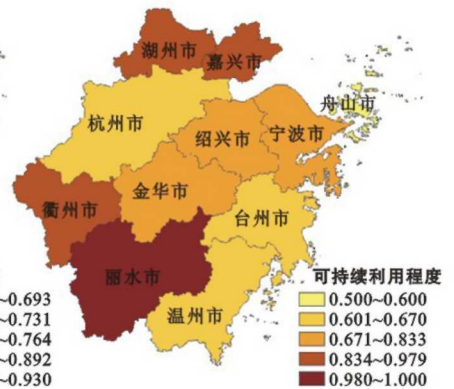 湖州市
嘉兴市
舟山市
杭州市
绍兴市
宁波市
金华市
衢州市
台州市
丽水市
温州市
可持续利用程度
0.500~0.600
0.601~0.670
0.671~0.833
0.834~0.979
0.980~1.000
~0.693
~0.731
~0.764
~0.892
~0.930